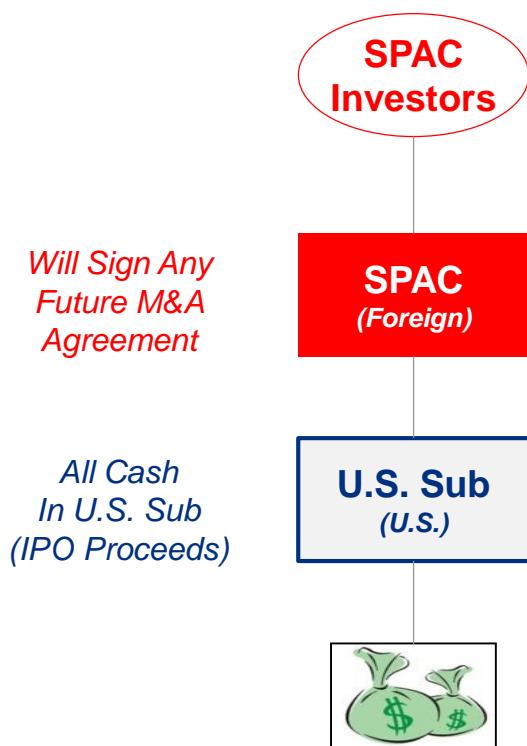 SPAC
Investors
Will Sign Any
Future M&A
Agreement
SPAC
(Foreign)
All Cash
In U.S. Sub
(IPO Proceeds)
U.S. Sub
(U.S.)
$
$